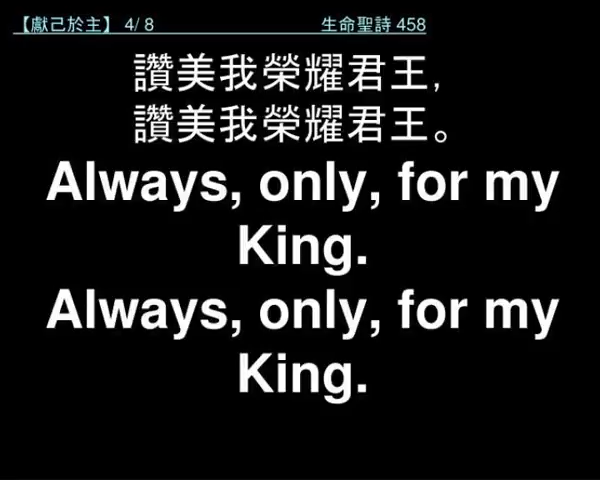 【獻己於主】 4/ 8 生命聖詩 458
讚美我榮耀君王,
讚美我榮耀君王。
Always, only, for my
King.
Always, only, for my
King.